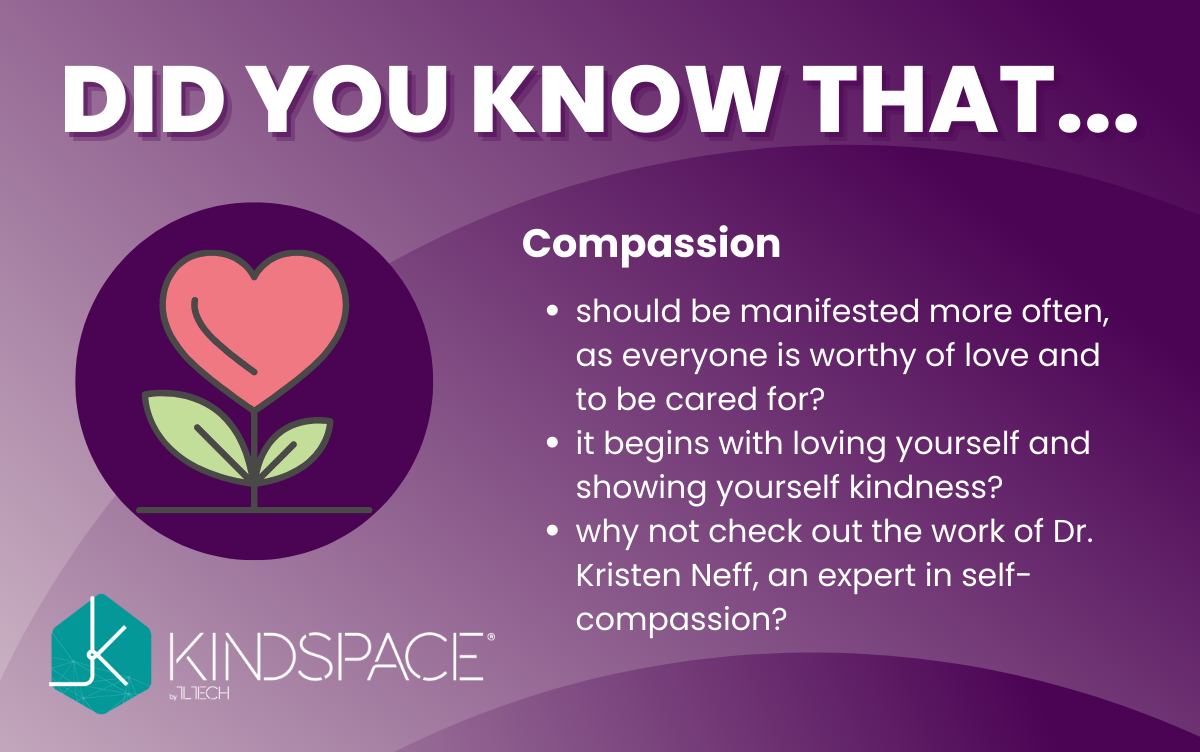 DID YOU KNOW THAT...
Compassion
• should be manifested more often,
as everyone is worthy of love and
to be cared for?
• it begins with loving yourself and
showing yourself kindness?
• why not check out the work of Dr.
Kristen Neff, an expert in self-
compassion?
KINDSPACE®
by TLTECH